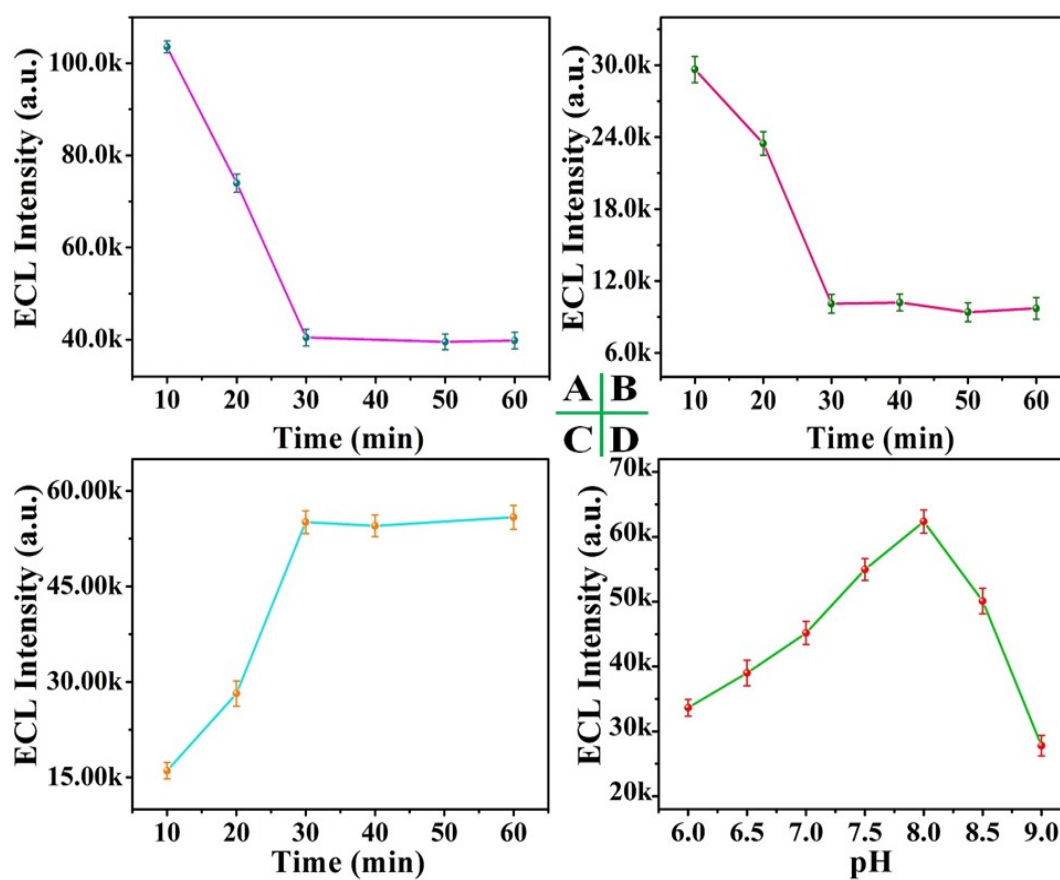 ECL Intensity (a.u.)
100.0k
80.0k
60.0k
40.0k
10 20 30 40 50 60
Time (min)
ECL Intensity (a.u.)
30.0k
24.0k
18.0k
12.0k
6.0k
10 20 30 40 50 60
Time (min)
A B
C D
ECL Intensity (a.u.)
60.00k
45.00k
30.00k
15.00k
10 20 30 40 50 60
Time (min)
ECL Intensity (a.u.)
70k
60k
50k
40k
30k
20k
6.0 6.5 7.0 7.5 8.0 8.5 9.0
pH